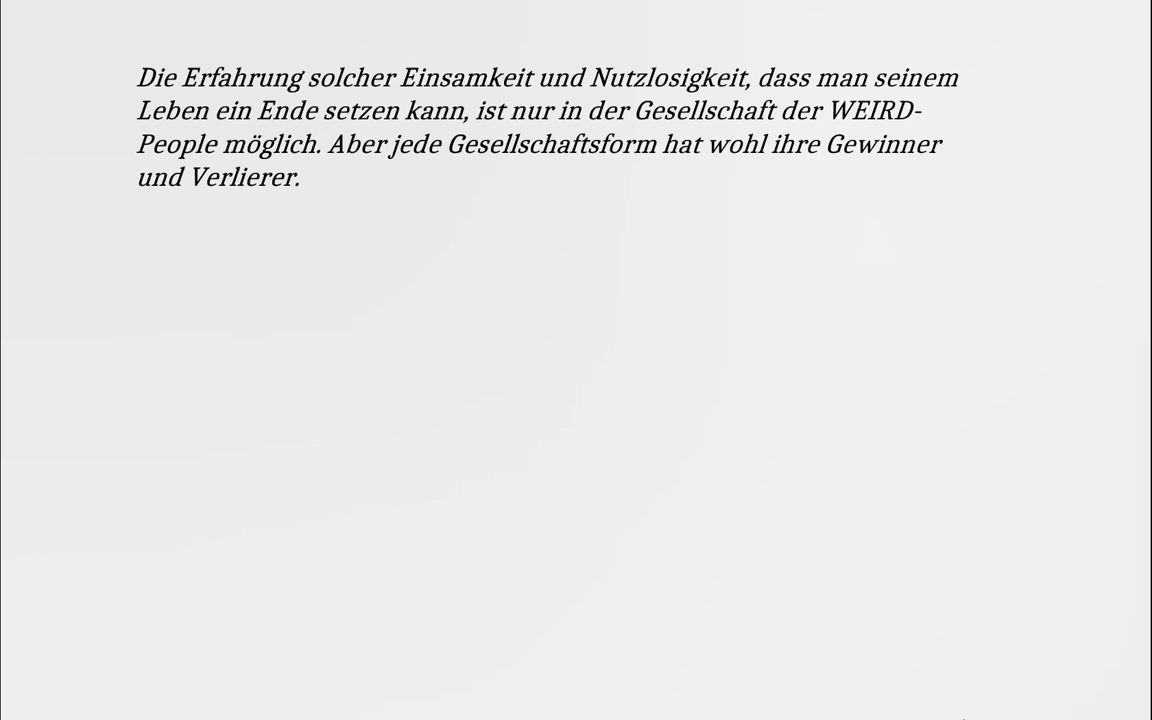 Die Erfahrung solcher Einsamkeit und Nutzlosigkeit, dass man seinem
Leben ein Ende setzen kann, ist nur in der Gesellschaft der WEIRD-
People möglich. Aber jede Gesellschaftsform hat wohl ihre Gewinner
und Verlierer.